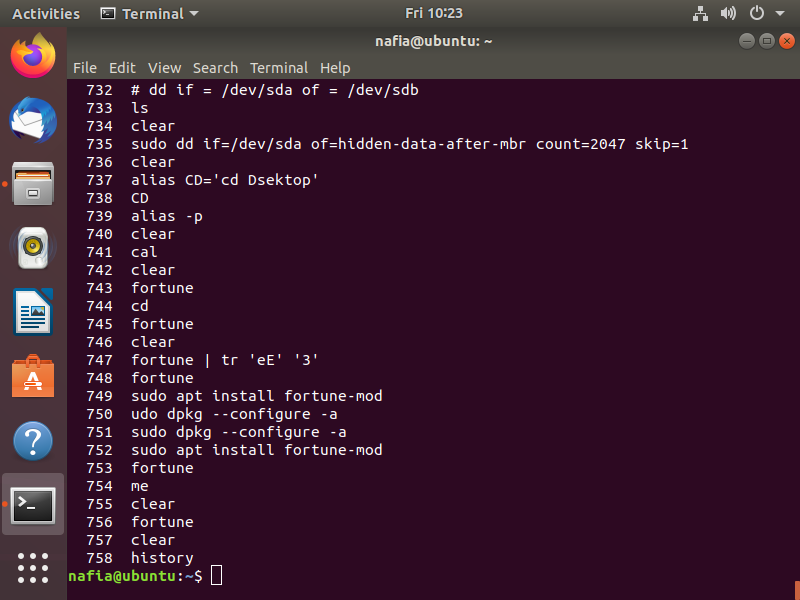 Activities Terminal Fri 10:23
nafia@ubuntu: ~
File Edit View Search Terminal Help
732 # dd if = /dev/sda of = /dev/sdb
733 ls
734 clear
735 sudo dd if=/dev/sda of=hidden-data-after-mbr count=2047 skip=1
736 clear
737 alias CD='cd Dsektop'
738 CD
739 alias -p
740 clear
741 cal
742 clear
743 fortune
744 cd
745 fortune
746 clear
747 fortune | tr 'eE' '3'
748 fortune
749 sudo apt install fortune-mod
750 udo dpkg --configure -a
751 sudo dpkg --configure -a
752 sudo apt install fortune-mod
753 fortune
754 me
755 clear
756 fortune
757 clear
758 history
nafia@ubuntu:~$